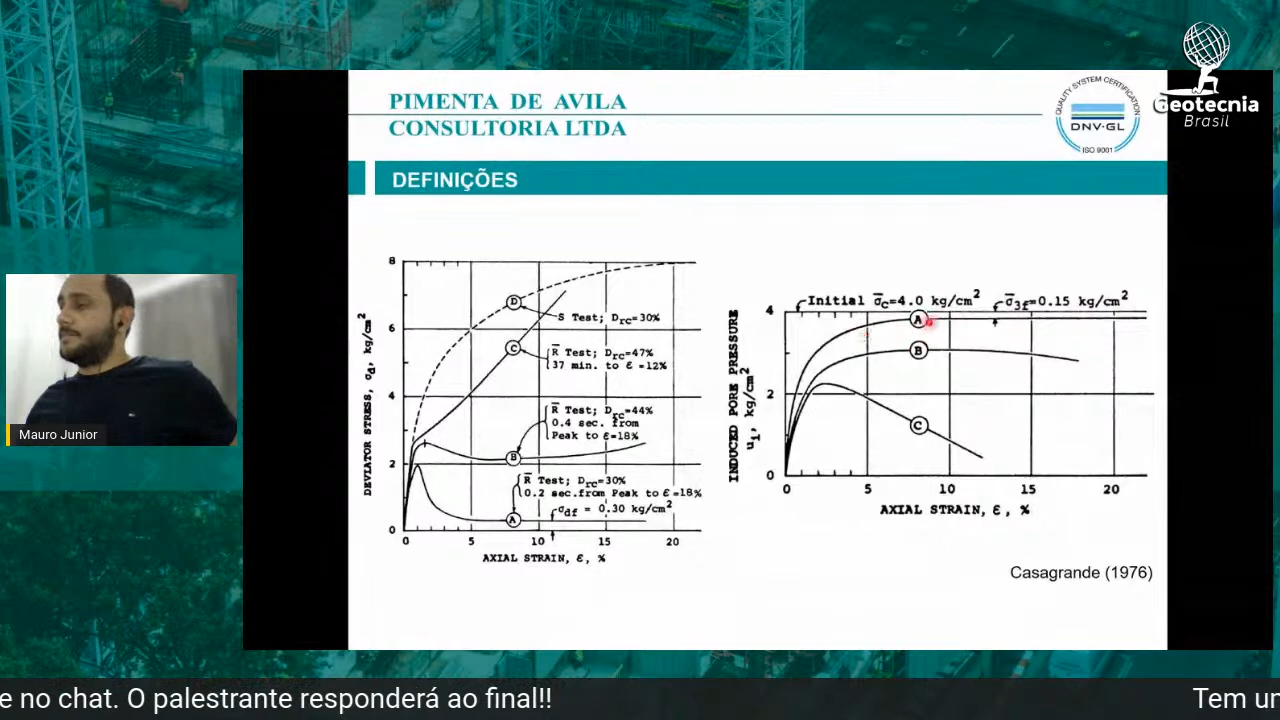 PIMENTA DE AVILA
CONSULTORIA LTDA
QUALITY SYSTEM CERTIFICATION
DNV·GL
ISO 9001
Geotecnia
Brasil
DEFINIÇÕES
DEVIATOR STRESS, σd, kg/cm²
8
6
4
2
0
D
S Test; Drc=30%
C
R̅ Test; Drc=47%
37 min. to ε =12%
R̅ Test; Drc=44%
0.4 sec. from
Peak to ε=18%
B
R̅ Test; Drc=30%
0.2 sec.from Peak to ε=18%
σdf = 0.30 kg/cm²
A
0 5 10 15 20
AXIAL STRAIN, ε, %
INDUCED PORE PRESSURE
ui, kg/cm²
Initial σ̅c=4.0 kg/cm²
σ̅3f=0.15 kg/cm²
4
2
0
A
B
C
0 5 10 15 20
AXIAL STRAIN, ε, %
Casagrande (1976)
Mauro Junior
e no chat. O palestrante responderá ao final!!
Tem um